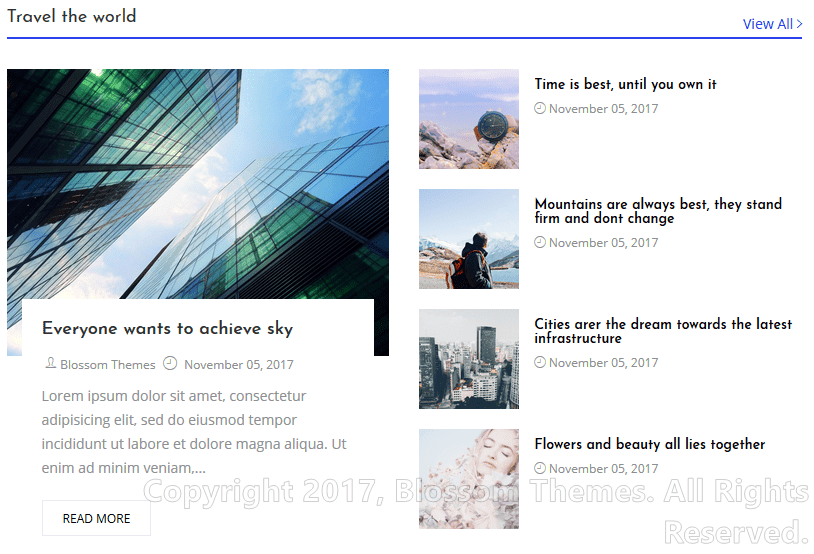 Travel the world
View All
Everyone wants to achieve sky
Blossom Themes November 05, 2017
Lorem ipsum dolor sit amet, consectetur
adipisicing elit, sed do eiusmod tempor
incididunt ut labore et dolore magna aliqua. Ut
enim ad minim veniam,...
READ MORE
Time is best, until you own it
November 05, 2017
Mountains are always best, they stand
firm and dont change
November 05, 2017
Cities arer the dream towards the latest
infrastructure
November 05, 2017
Flowers and beauty all lies together
November 05, 2017
Copyright 2017, Blossom Themes. All Rights
Reserved.